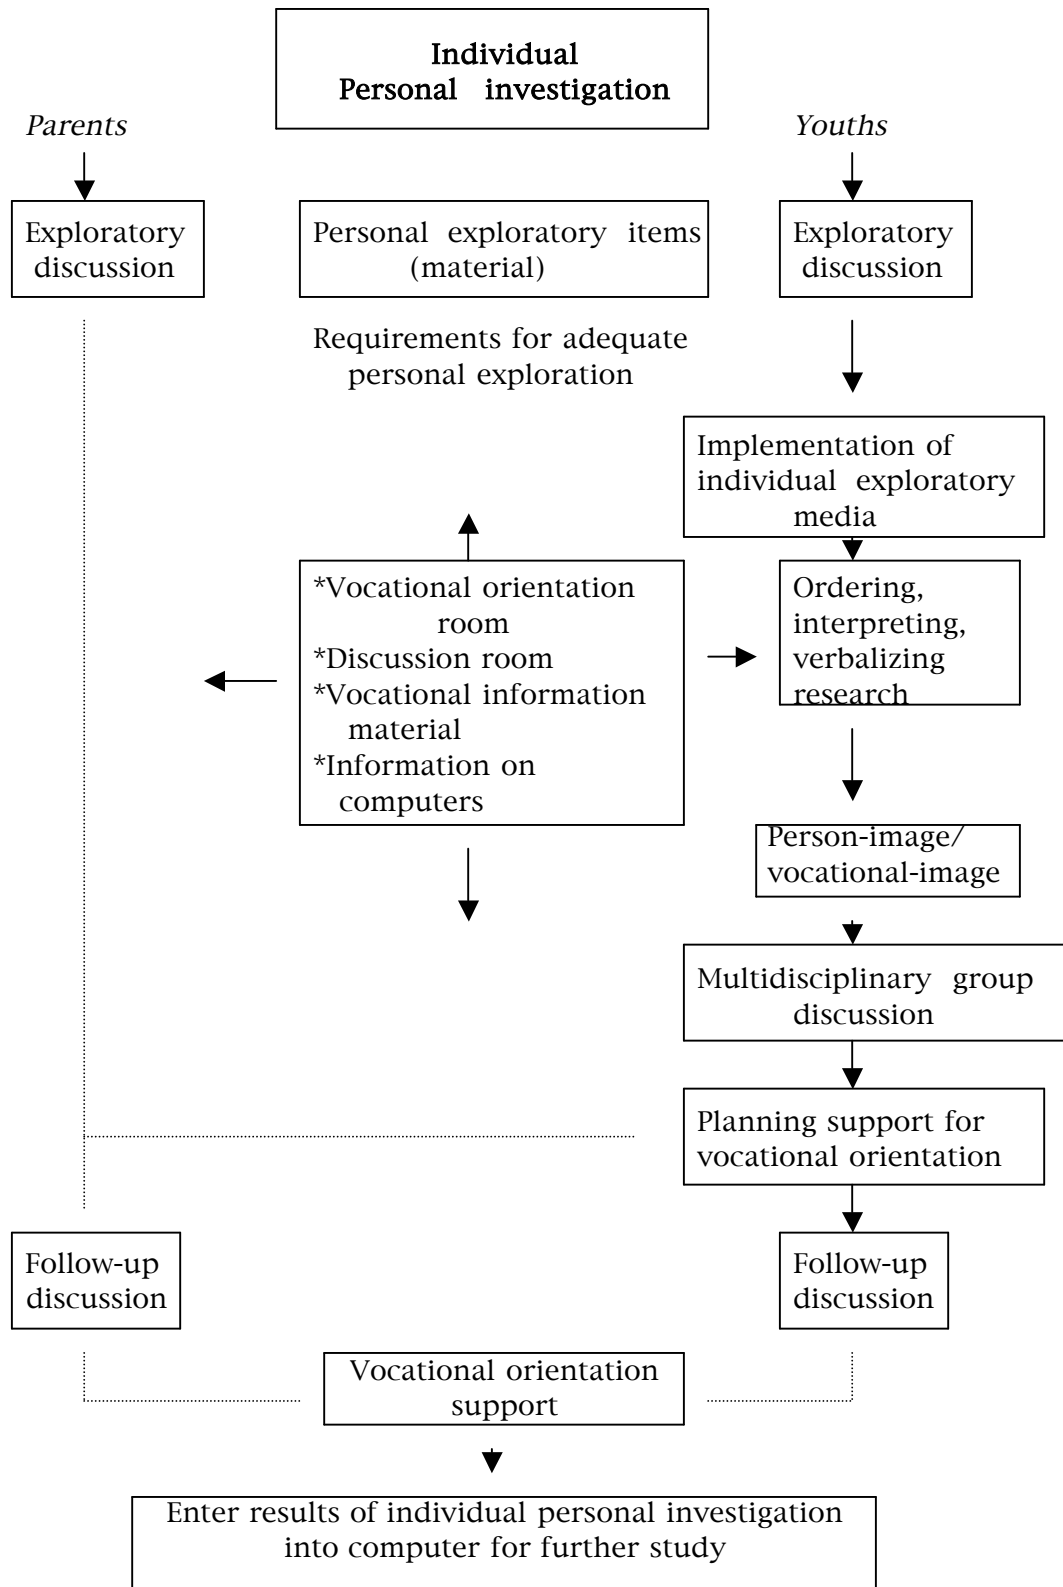 Individual
Personal investigation
Parents
Youths
Exploratory
discussion
Personal exploratory items
(material)
Exploratory
discussion
Requirements for adequate
personal exploration
Implementation of
individual exploratory
media
*Vocational orientation
room
*Discussion room
*Vocational information
material
*Information on
computers
Ordering,
interpreting,
verbalizing
research
Person-image/
vocational-image
Multidisciplinary group
discussion
Planning support for
vocational orientation
Follow-up
discussion
Follow-up
discussion
Vocational orientation
support
Enter results of individual personal investigation
into computer for further study